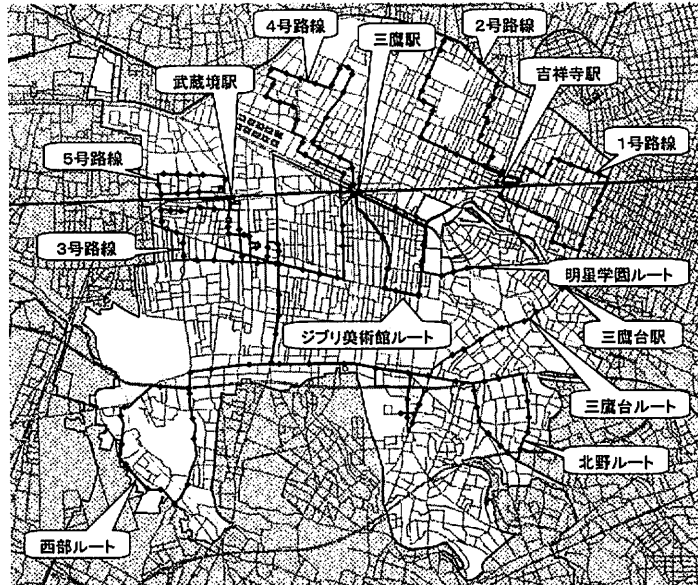 4号路線
三鷹駅
2号路線
武蔵境駅
吉祥寺駅
5号路線
1号路線
3号路線
明星学園ルート
ジブリ美術館ルート
三鷹台駅
三鷹台ルート
北野ルート
西部ルート